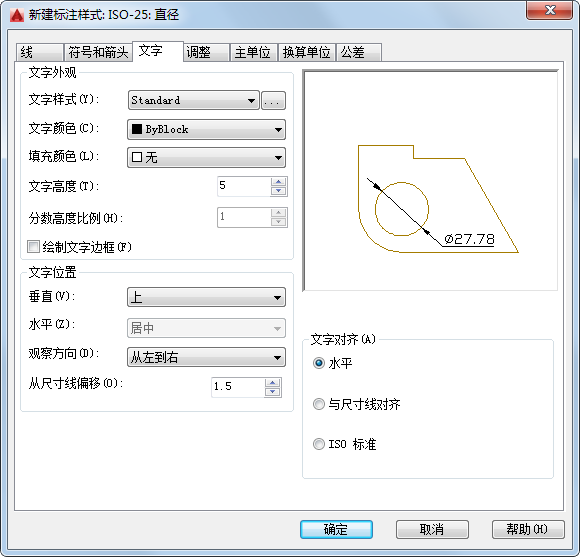 新建标注样式: ISO-25: 直径
线 符号和箭头 文字 调整 主单位 换算单位 公差
文字外观
文字样式(Y): Standard ...
文字颜色(C): ByBlock
填充颜色(L): 无
文字高度(T): 5
分数高度比例(H): 1
绘制文字边框(F)
文字位置
垂直(V): 上
水平(Z): 居中
观察方向(D): 从左到右
从尺寸线偏移(O): 1.5
Ø27.78
文字对齐(A)
水平
与尺寸线对齐
ISO 标准
确定 取消 帮助(H)